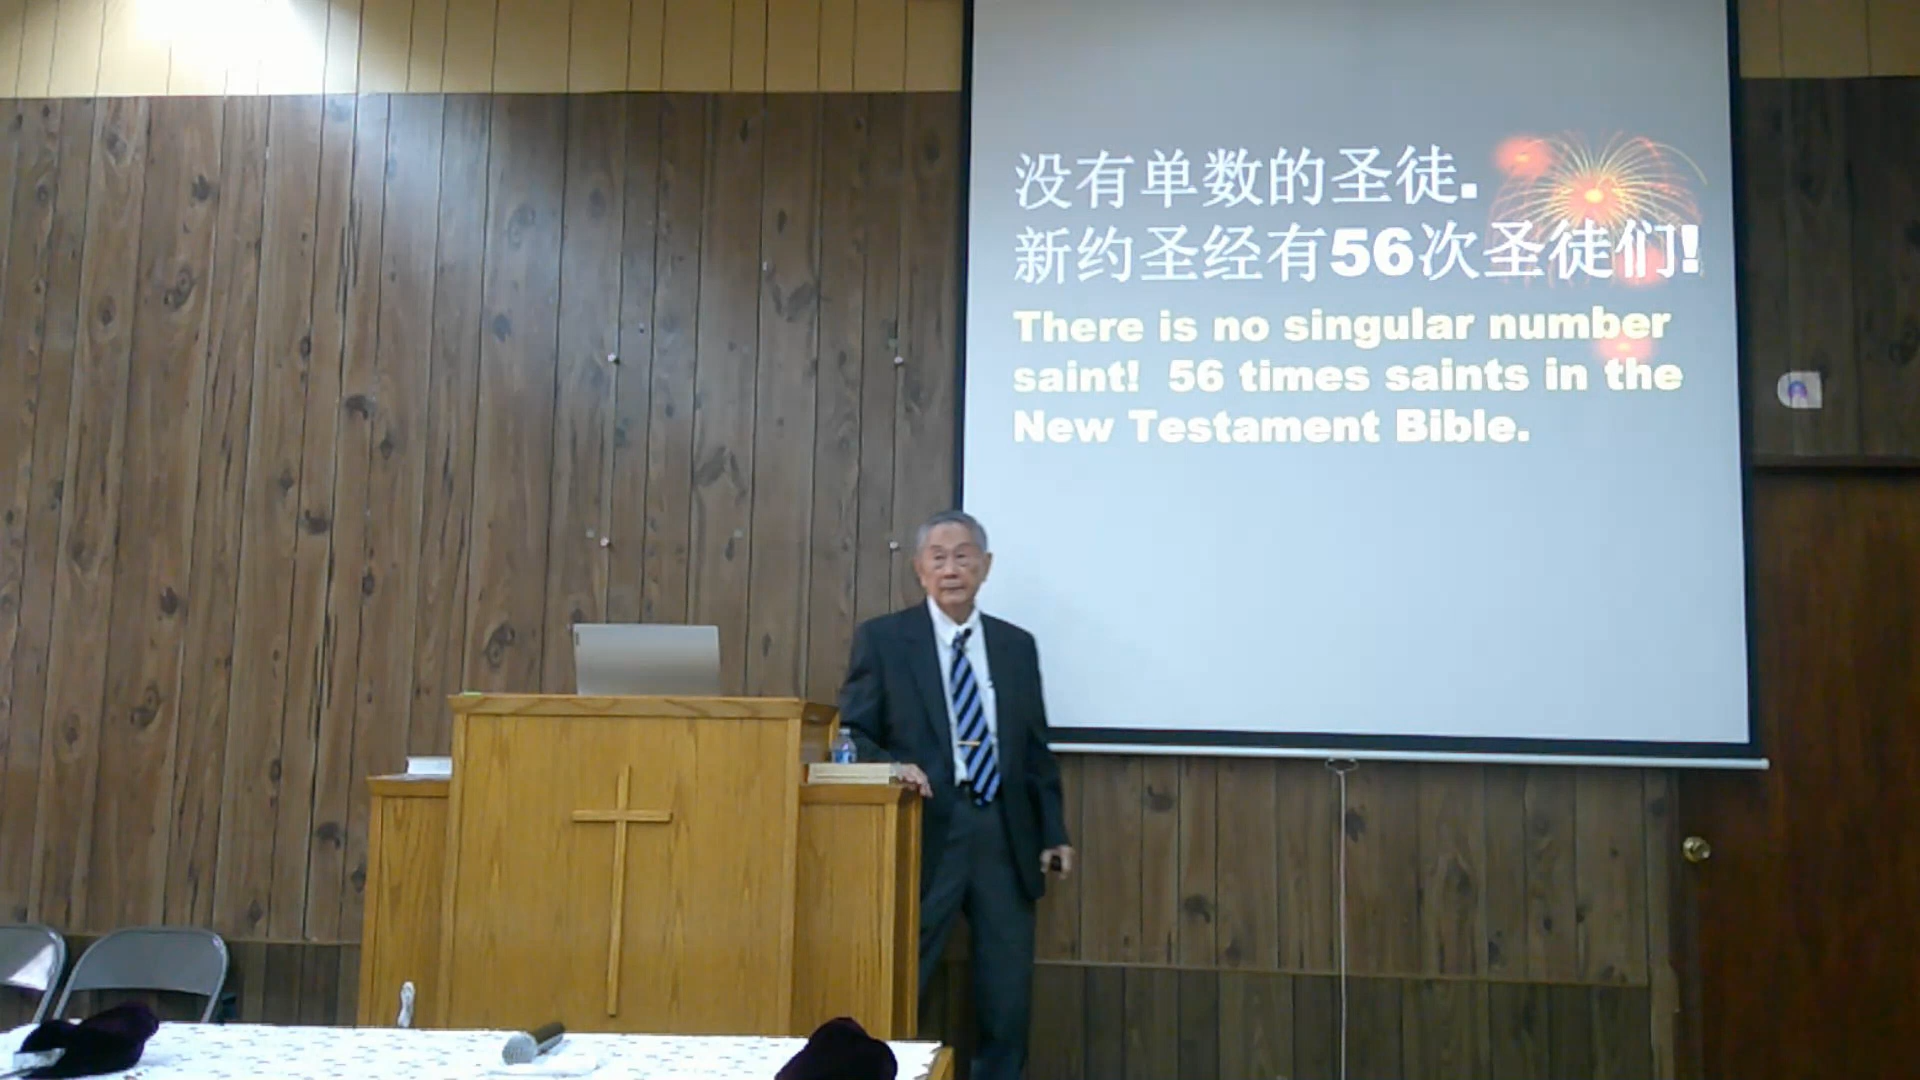 没有单数的圣徒.
新约圣经有56次圣徒们!
There is no singular number
saint!  56 times saints in the
New Testament Bible.